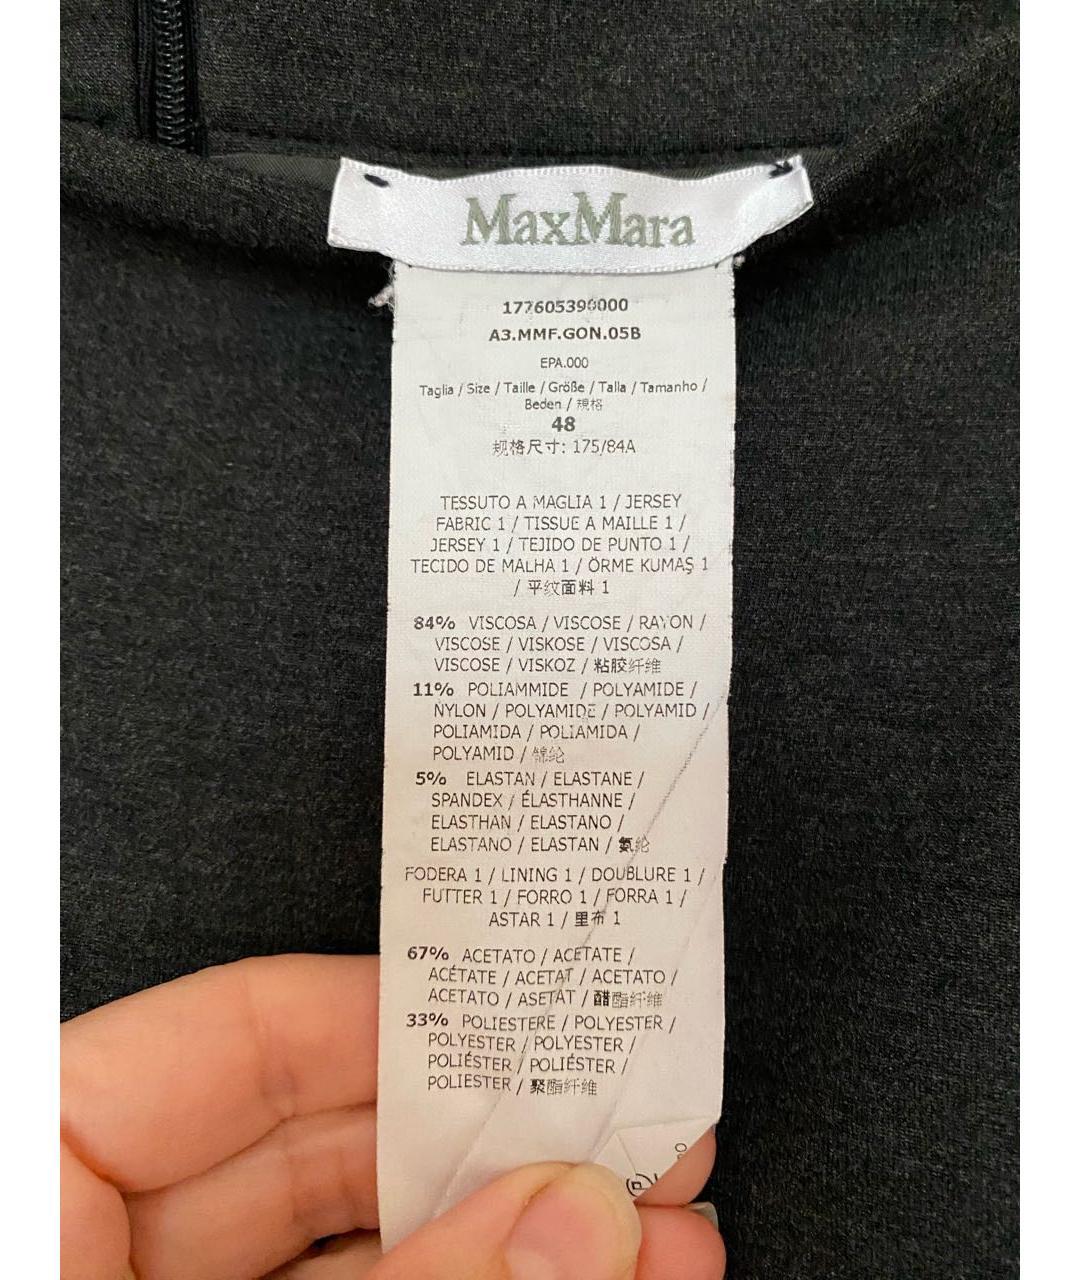 MaxMara
177605390000
A3.MMF.GON.05B
EPA.000
Taglia / Size / Taille / Größe / Talla / Tamanho /
Beden / 规格
48
规格尺寸: 175/84A
TESSUTO A MAGLIA 1 / JERSEY
FABRIC 1 / TISSUE A MAILLE 1 /
JERSEY 1 / TEJIDO DE PUNTO 1 /
TECIDO DE MALHA 1 / ÖRME KUMAŞ 1
/ 平纹面料 1
84% VISCOSA / VISCOSE / RAYON /
VISCOSE / VISKOSE / VISCOSA /
VISCOSE / VISKOZ / 粘胶纤维
11% POLIAMMIDE / POLYAMIDE /
NYLON / POLYAMIDE / POLYAMID /
POLIAMIDA / POLIAMIDA /
POLYAMID / 锦纶
5% ELASTAN / ELASTANE /
SPANDEX / ÉLASTHANNE /
ELASTHAN / ELASTANO /
ELASTANO / ELASTAN / 氨纶
FODERA 1 / LINING 1 / DOUBLURE 1 /
FUTTER 1 / FORRO 1 / FORRA 1 /
ASTAR 1 / 里布 1
67% ACETATO / ACETATE /
ACÉTATE / ACETAT / ACETATO /
ACETATO / ASETAT / 醋酯纤维
33% POLIESTERE / POLYESTER /
POLYESTER / POLYESTER /
POLIÉSTER / POLIÉSTER /
POLIESTER / 聚酯纤维